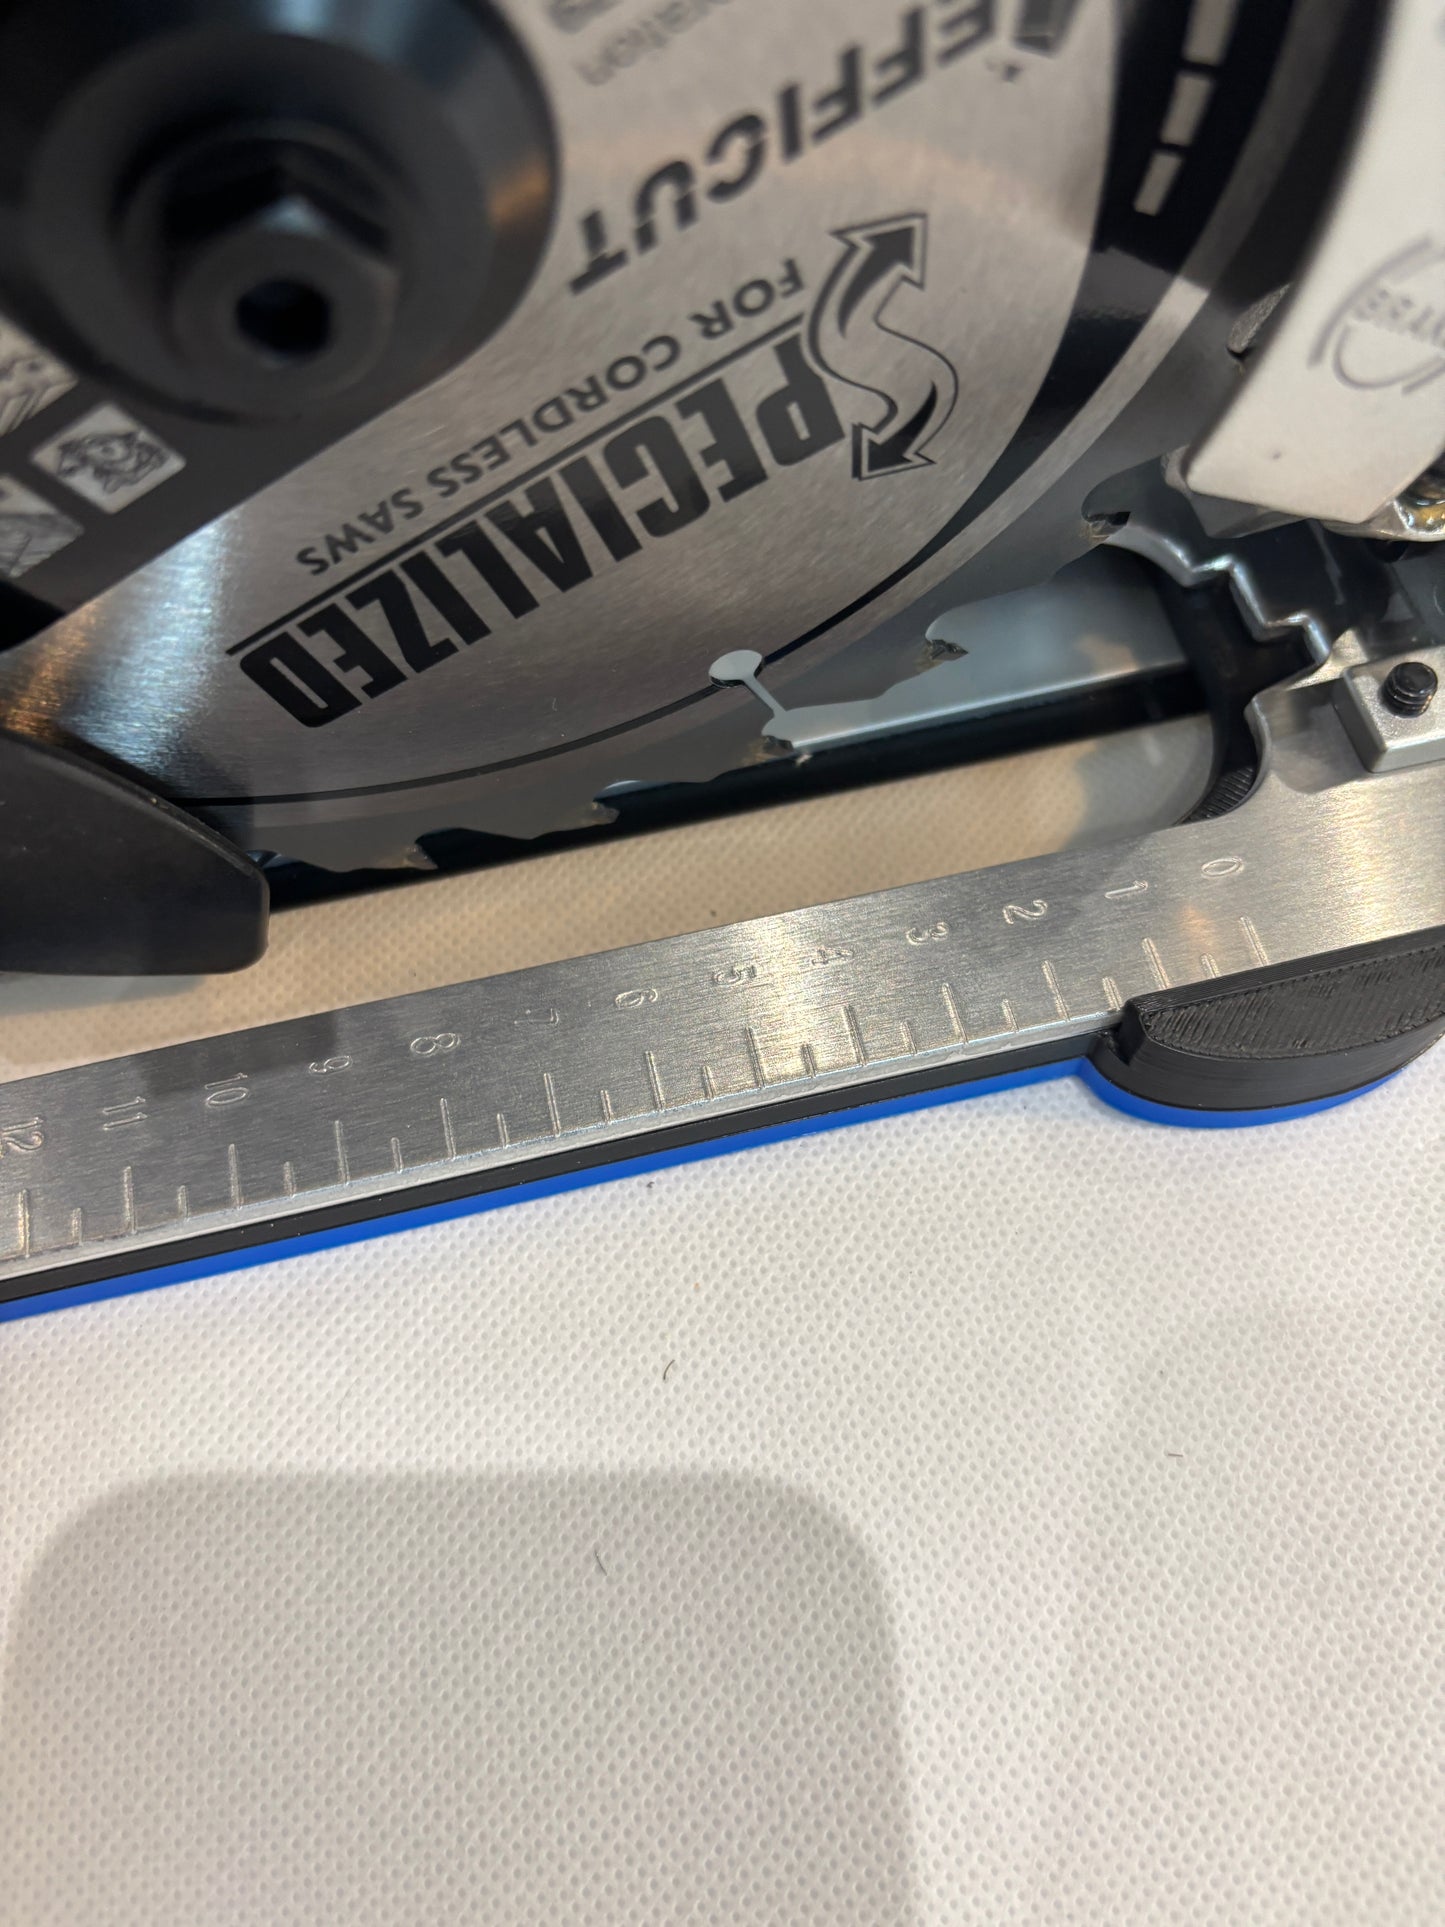 EFFICUT
FOR CORDLESS SAWS
SPECIALIZED
0 1 2 3 4 5 6 7 8 9 10 11 12